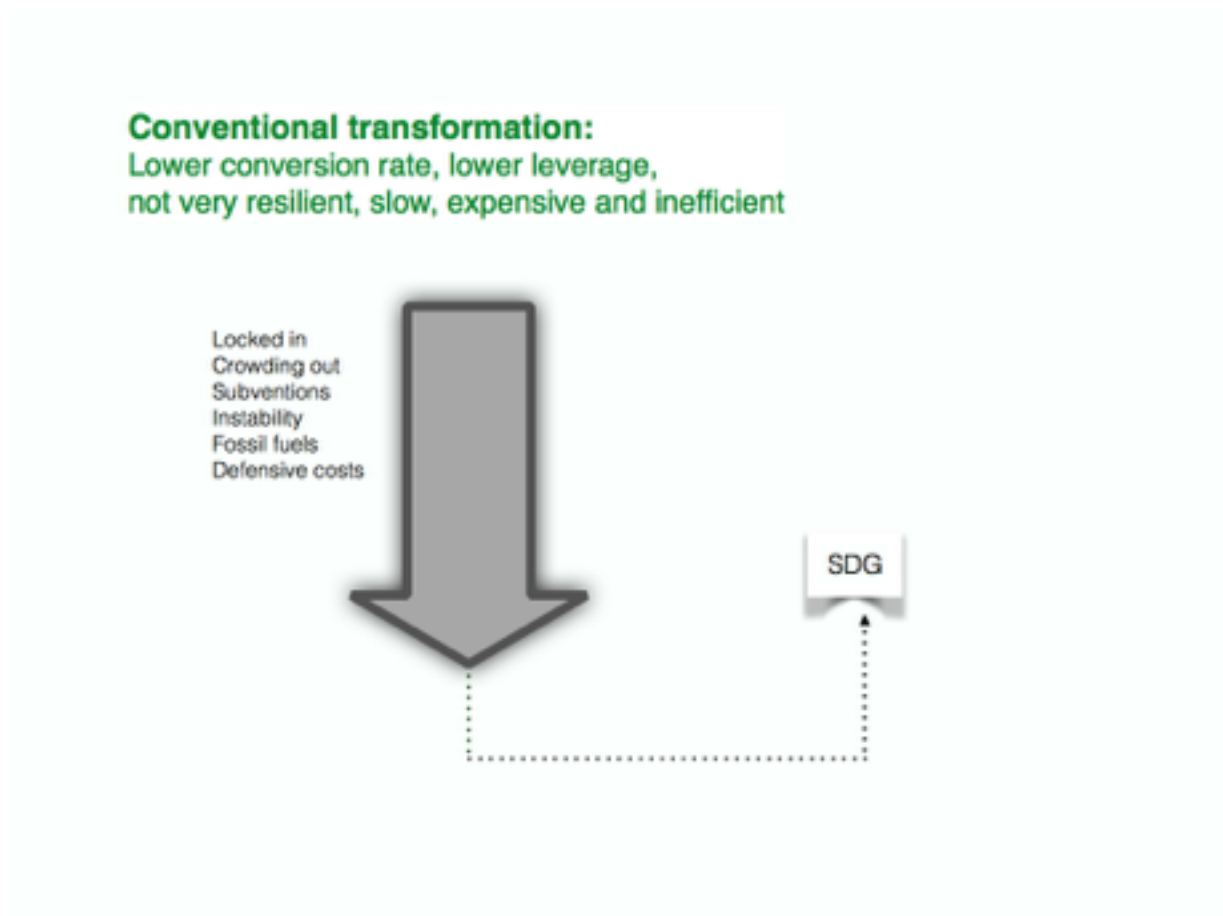 Conventional transformation:
Lower conversion rate, lower leverage,
not very resilient, slow, expensive and inefficient
Locked in
Crowding out
Subventions
Instability
Fossil fuels
Defensive costs
SDG